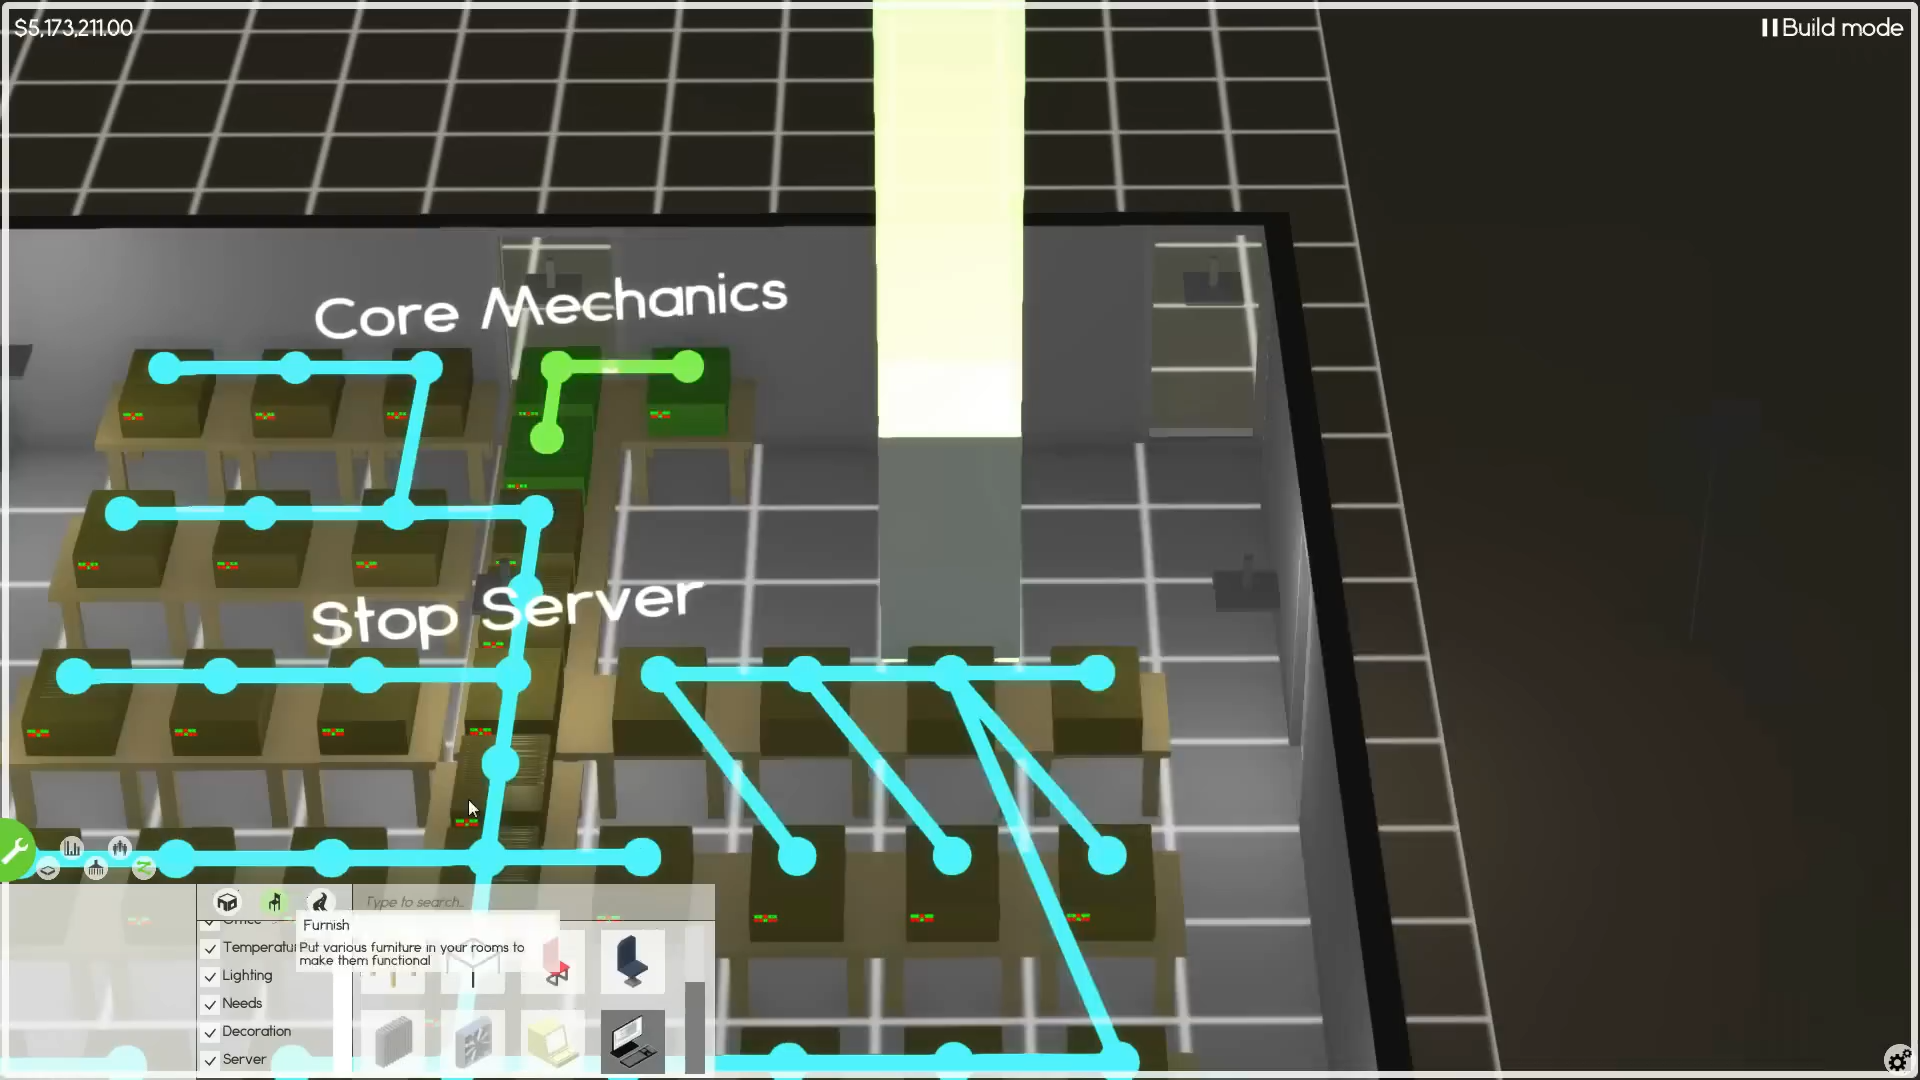 $5,173,211.00
Build mode
Core Mechanics
Stop Server
Type to search..
Furnish
Put various furniture in your rooms to
make them functional
Lighting
Needs
Decoration
Server